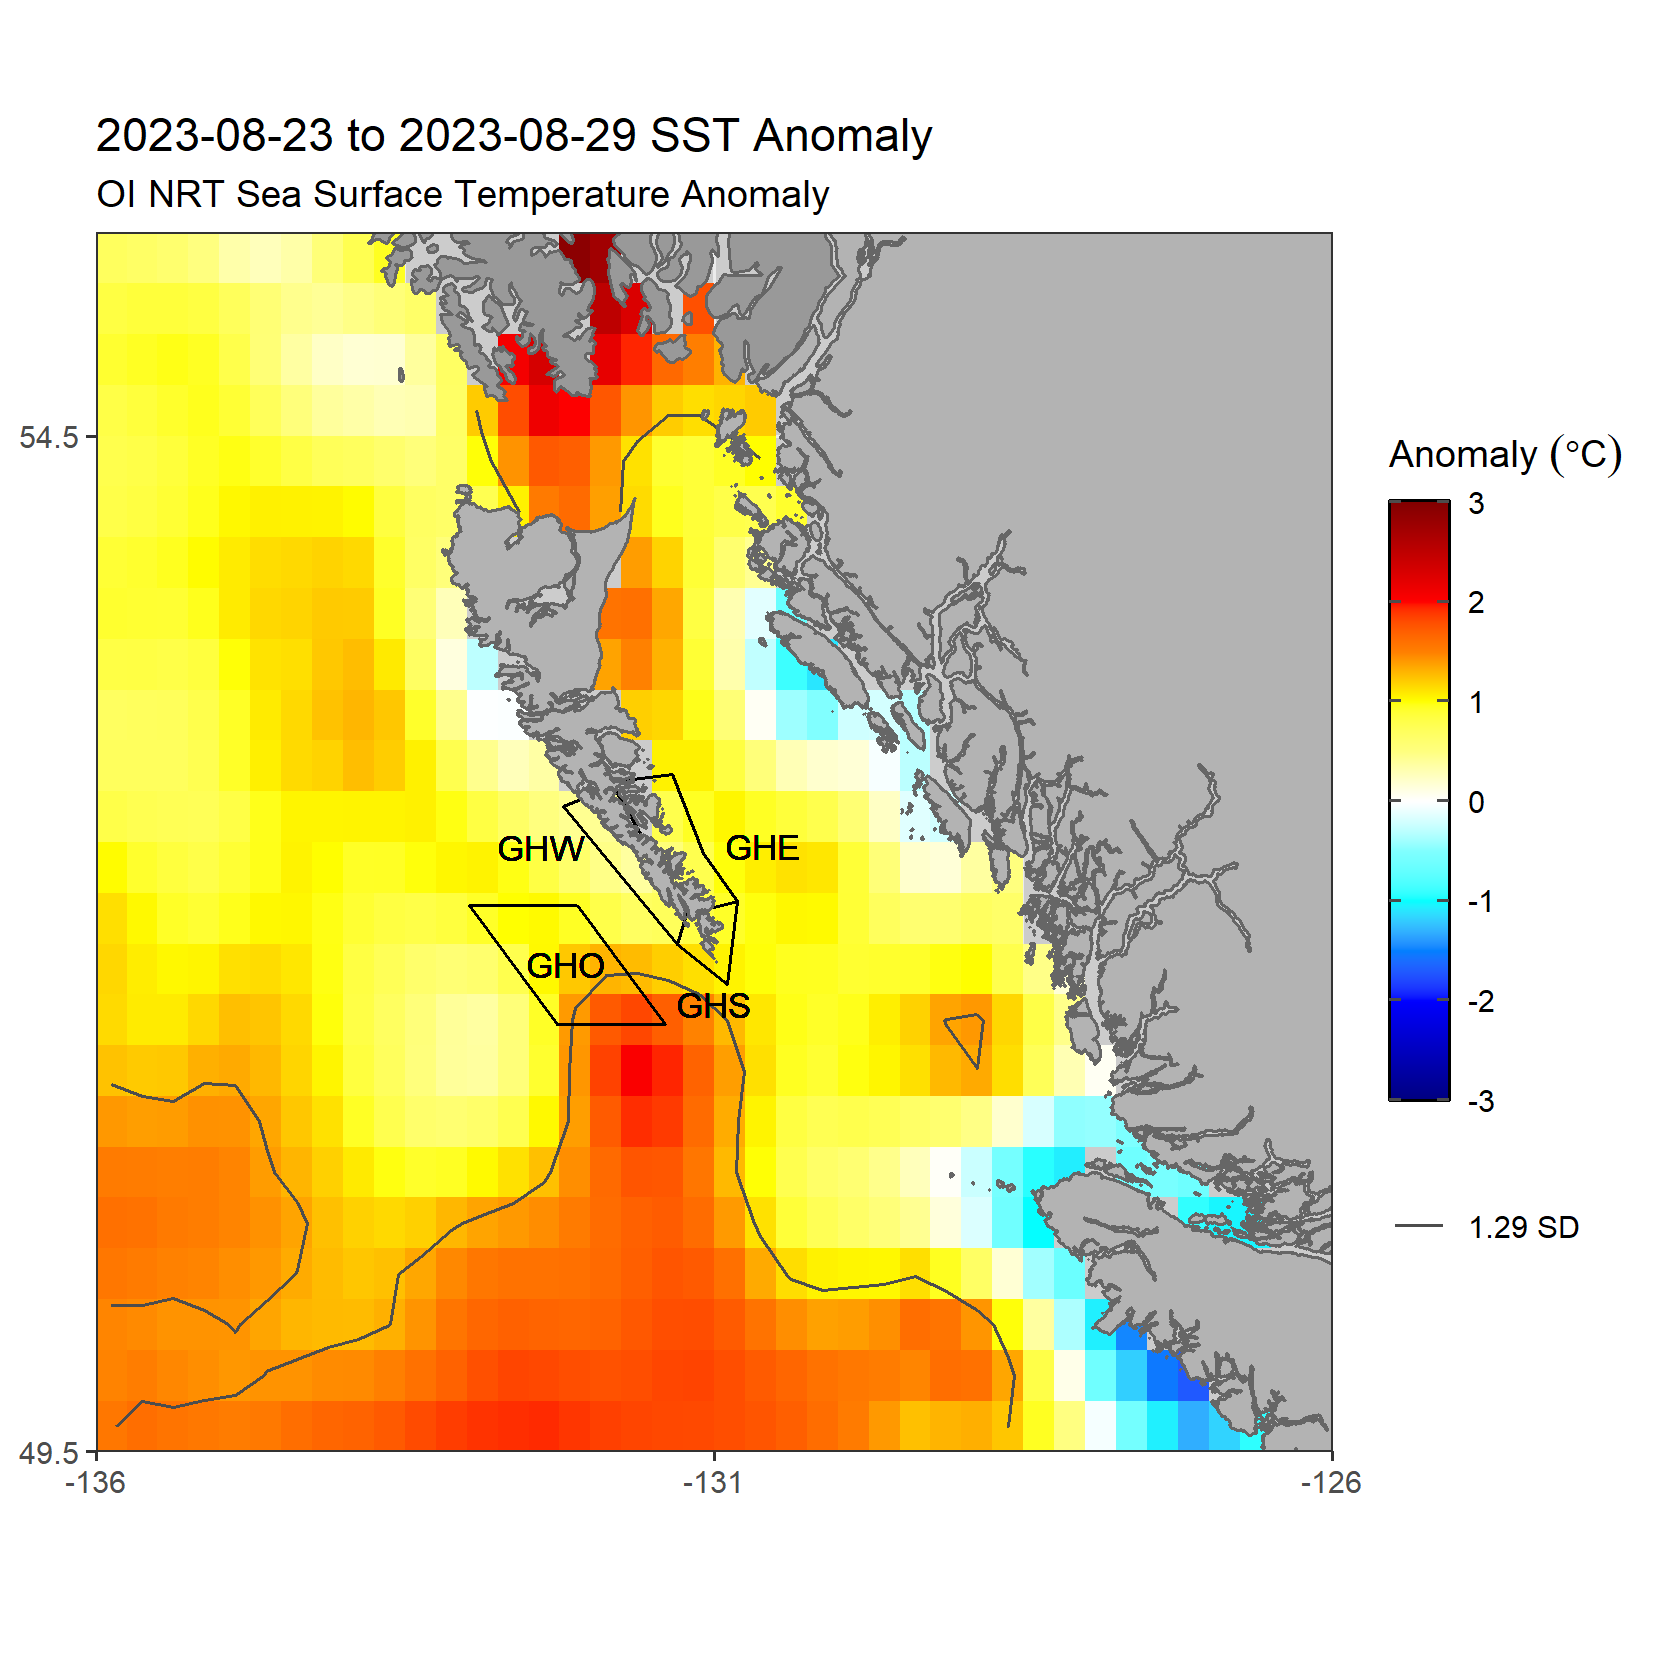 2023-08-23 to 2023-08-29 SST Anomaly
OI NRT Sea Surface Temperature Anomaly
54.5
49.5
-136
-131
-126
GHW
GHE
GHO
GHS
Anomaly (°C)
3
2
1
0
-1
-2
-3
1.29 SD